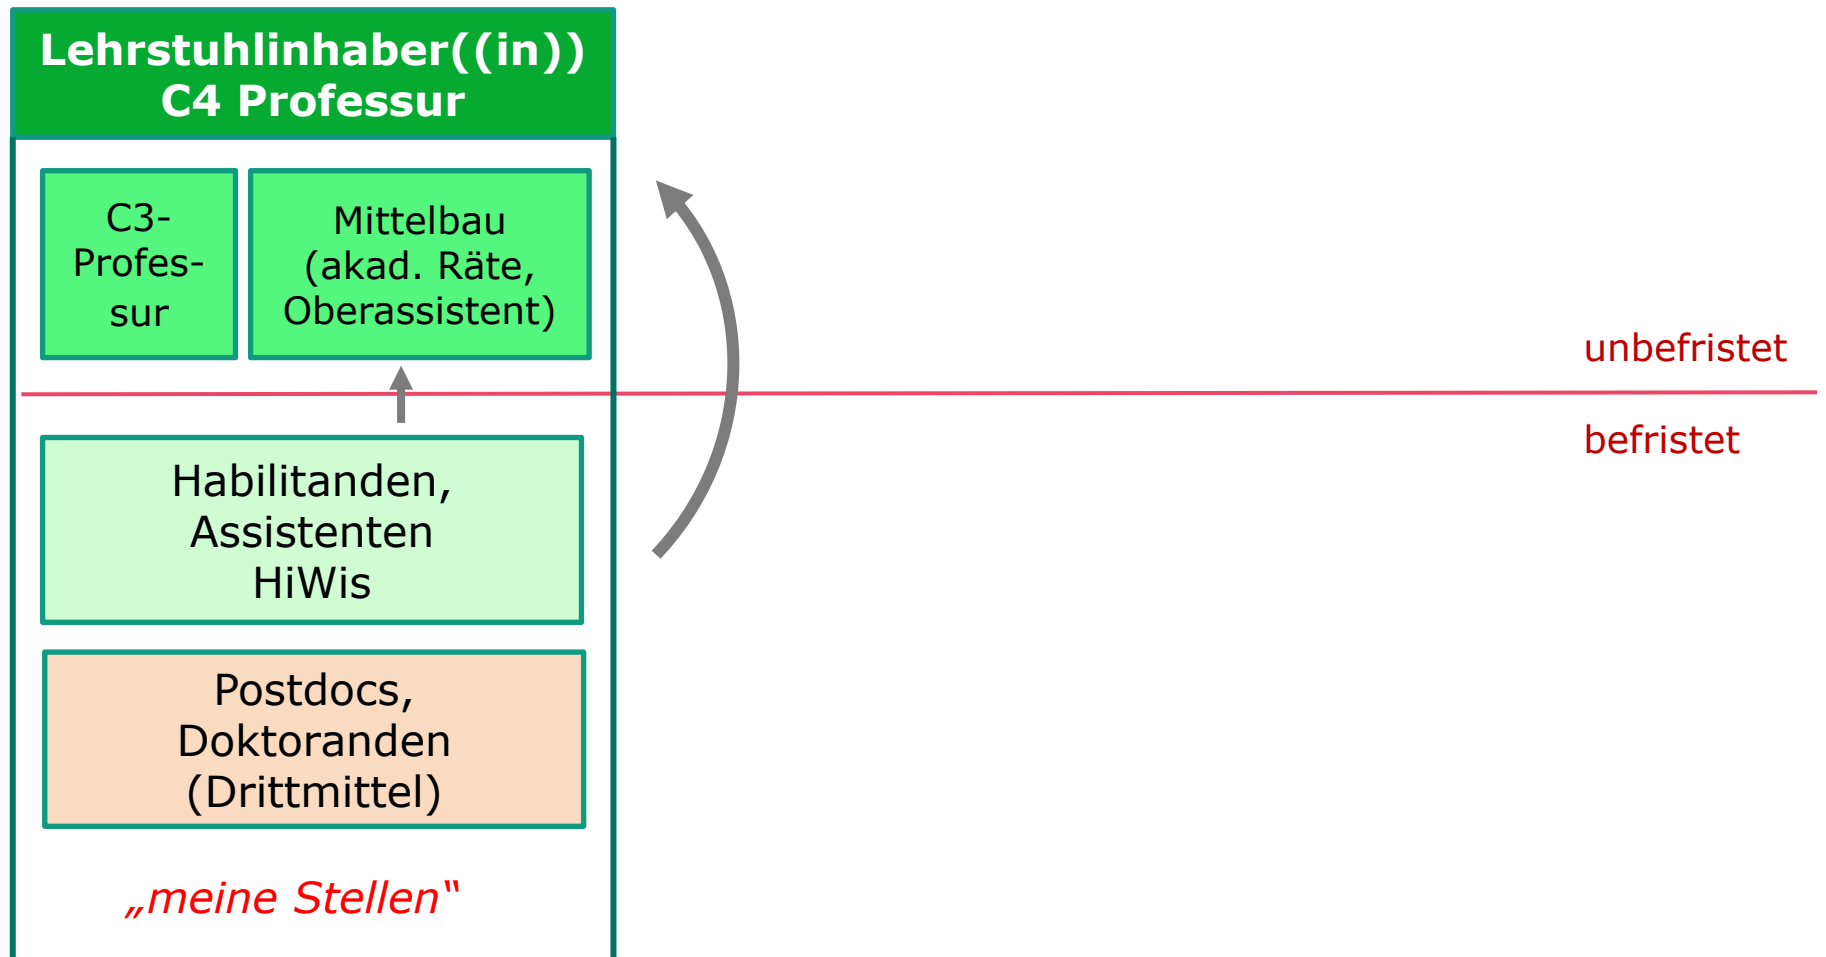 Lehrstuhlinhaber((in))
C4 Professur
C3-
Profes-
sur
Mittelbau
(akad. Räte,
Oberassistent)
unbefristet
befristet
Habilitanden,
Assistenten
HiWis
Postdocs,
Doktoranden
(Drittmittel)
„meine Stellen“